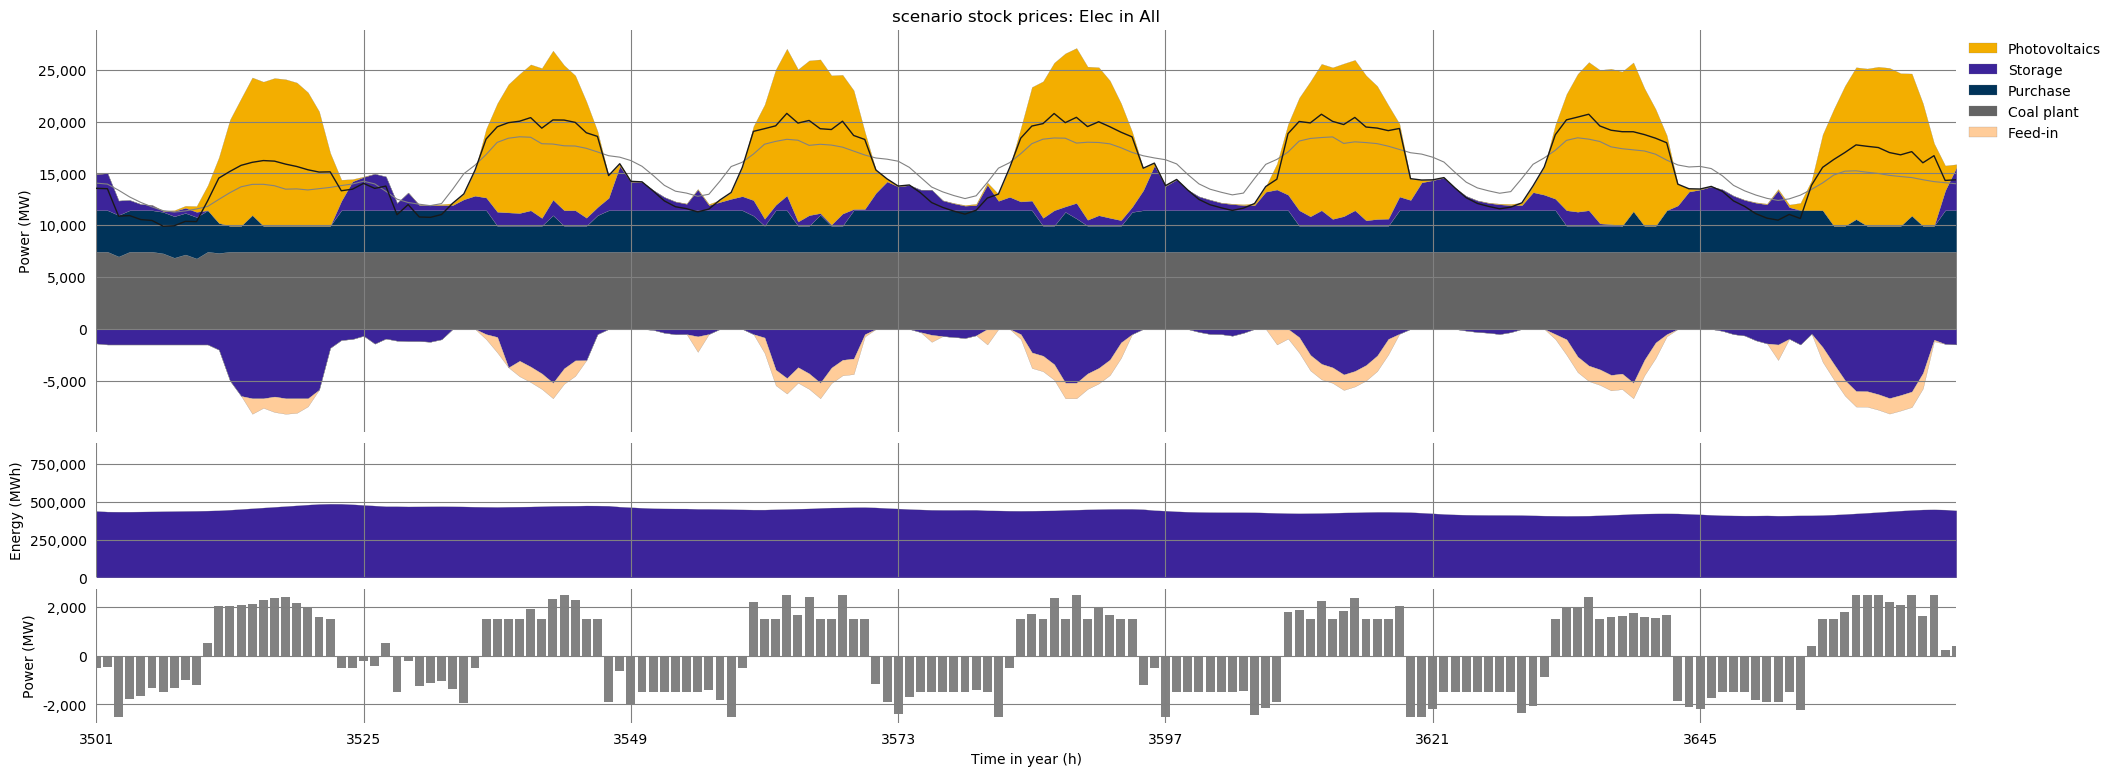 scenario stock prices: Elec in All
Power (MW)
25,000
20,000
15,000
10,000
5,000
0
-5,000
Photovoltaics
Storage
Purchase
Coal plant
Feed-in
Energy (MWh)
750,000
500,000
250,000
0
Power (MW)
2,000
0
-2,000
3501
3525
3549
3573
3597
3621
3645
Time in year (h)